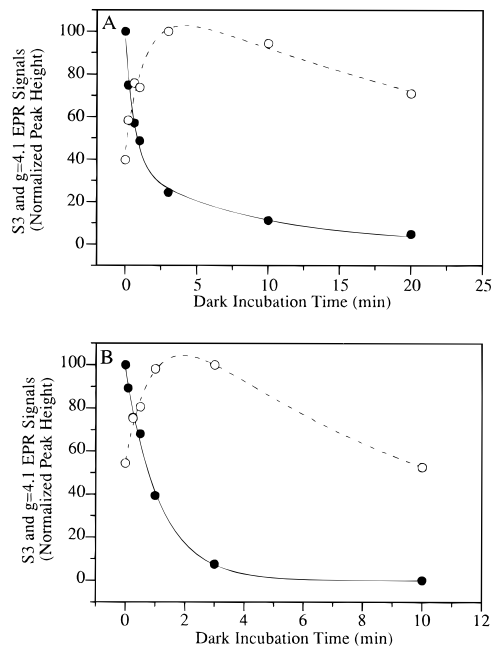 A
S3 and g=4.1 EPR Signals
(Normalized Peak Height)
100
80
60
40
20
0
0 5 10 15 20 25
Dark Incubation Time (min)
B
S3 and g=4.1 EPR Signals
(Normalized Peak Height)
100
80
60
40
20
0
0 2 4 6 8 10 12
Dark Incubation Time (min)